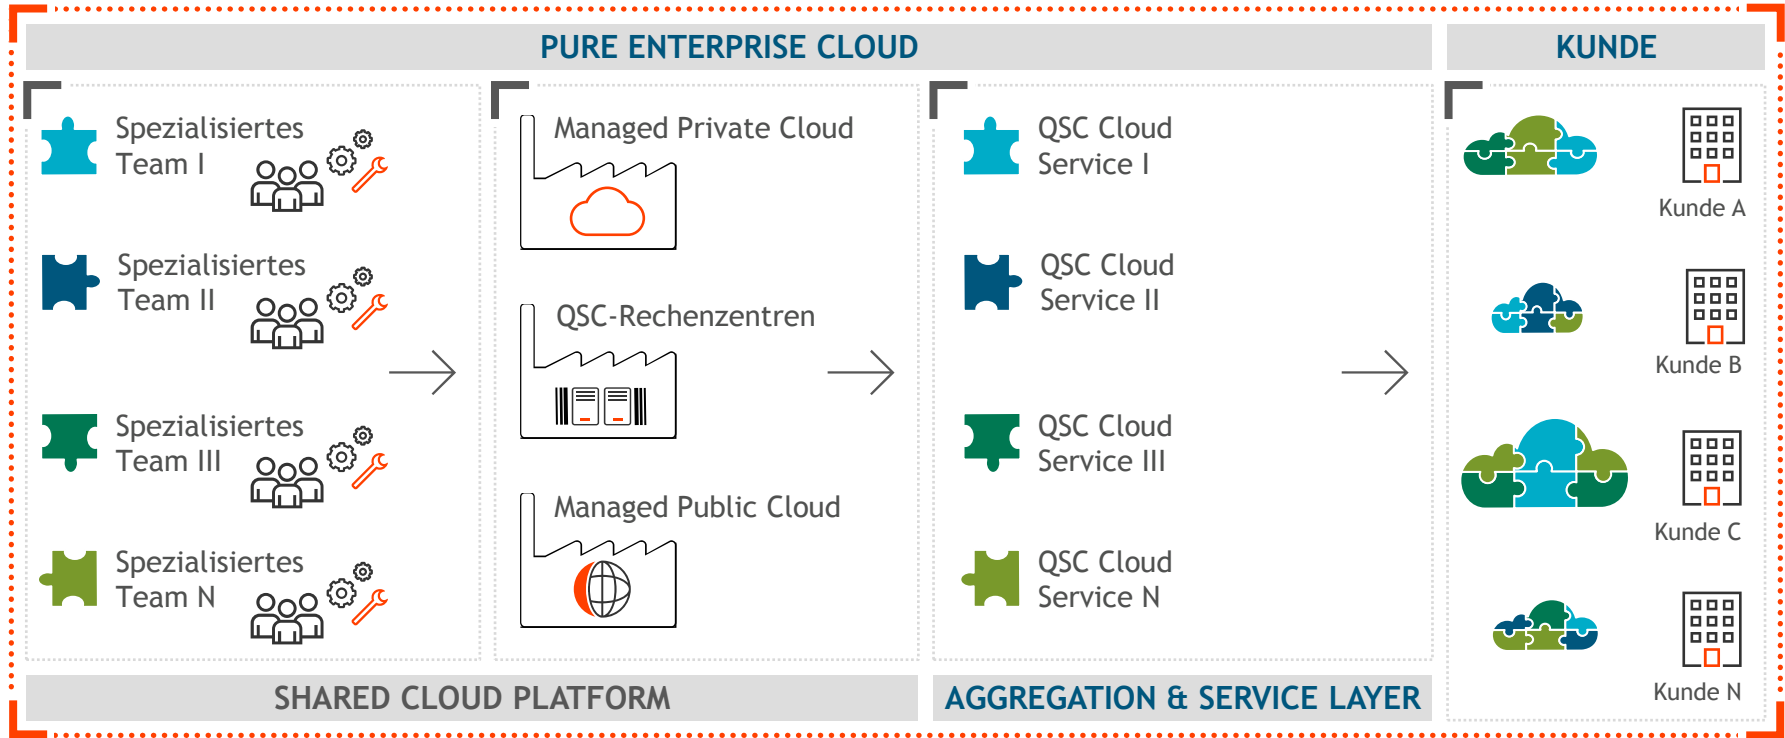 PURE ENTERPRISE CLOUD
KUNDE
Spezialisiertes
Team I
Spezialisiertes
Team II
Spezialisiertes
Team III
Spezialisiertes
Team N
Managed Private Cloud
QSC-Rechenzentren
Managed Public Cloud
QSC Cloud
Service I
QSC Cloud
Service II
QSC Cloud
Service III
QSC Cloud
Service N
Kunde A
Kunde B
Kunde C
Kunde N
SHARED CLOUD PLATFORM
AGGREGATION & SERVICE LAYER